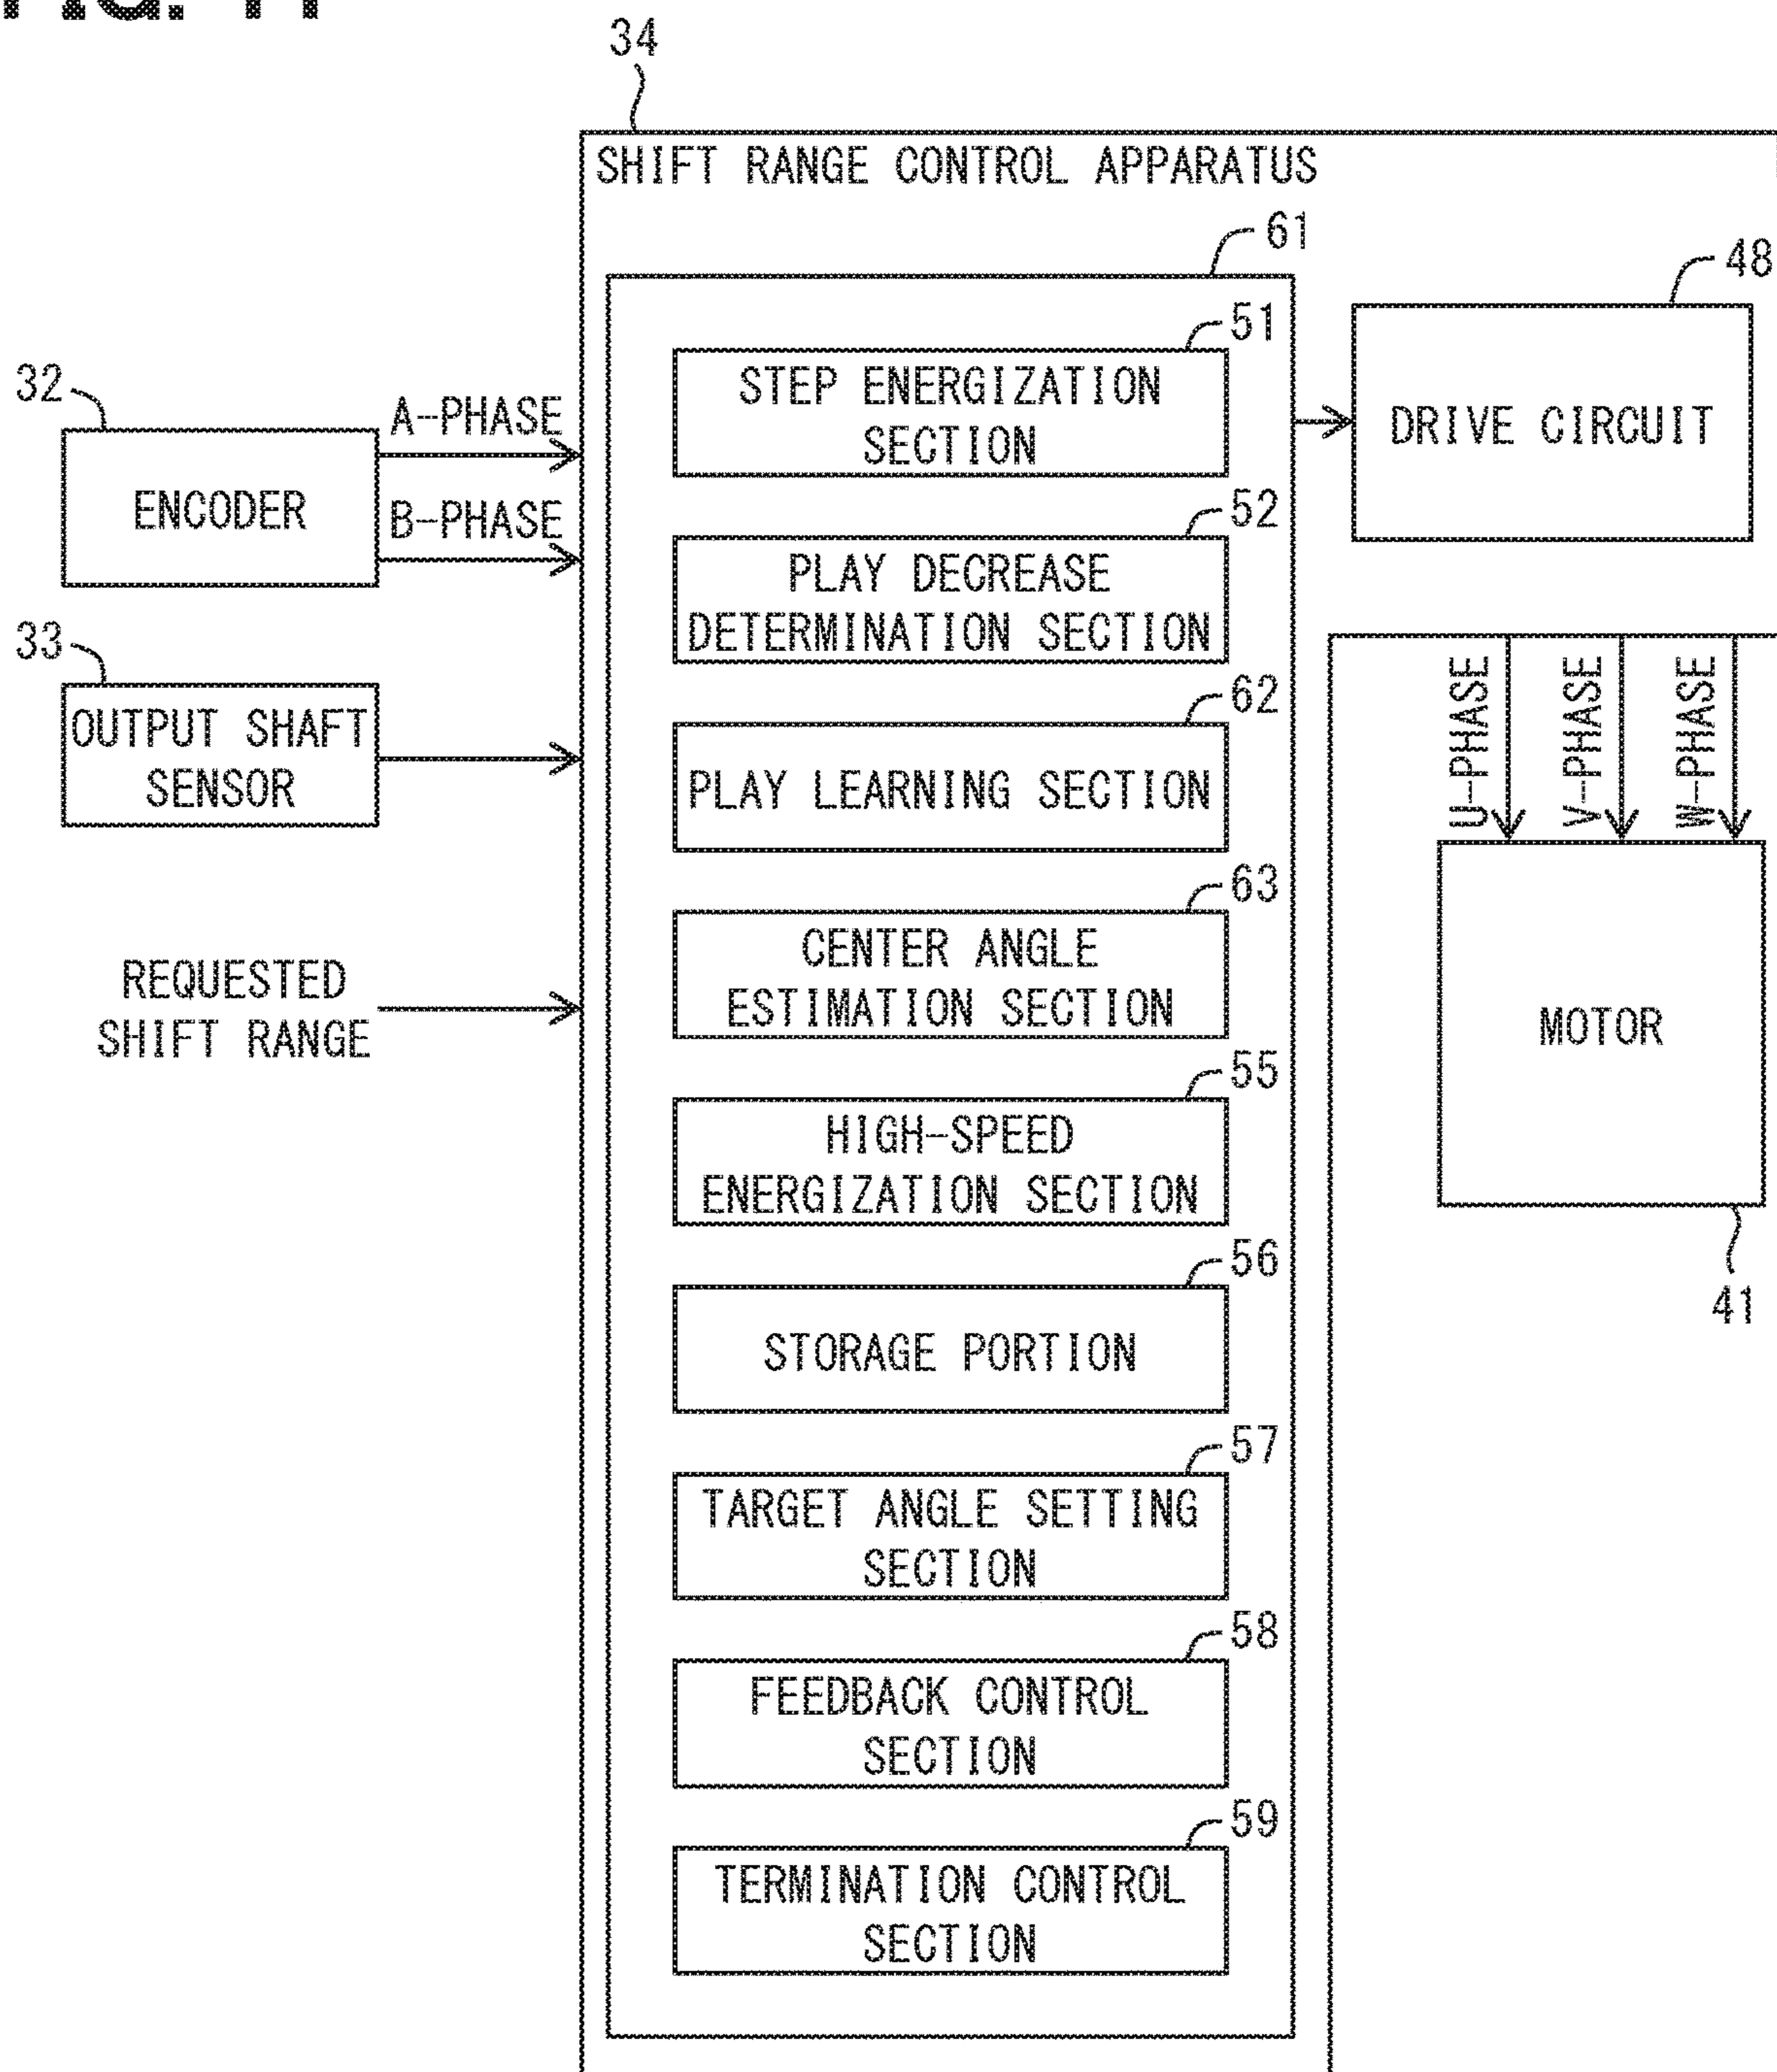 34
SHIFT RANGE CONTROL APPARATUS
61
48
51
STEP ENERGIZATION
SECTION
DRIVE CIRCUIT
32
ENCODER
A-PHASE
B-PHASE
52
PLAY DECREASE
DETERMINATION SECTION
33
OUTPUT SHAFT
SENSOR
62
PLAY LEARNING SECTION
U-PHASE
V-PHASE
W-PHASE
63
CENTER ANGLE
ESTIMATION SECTION
REQUESTED
SHIFT RANGE
MOTOR
55
HIGH-SPEED
ENERGIZATION SECTION
41
56
STORAGE PORTION
57
TARGET ANGLE SETTING
SECTION
58
FEEDBACK CONTROL
SECTION
59
TERMINATION CONTROL
SECTION